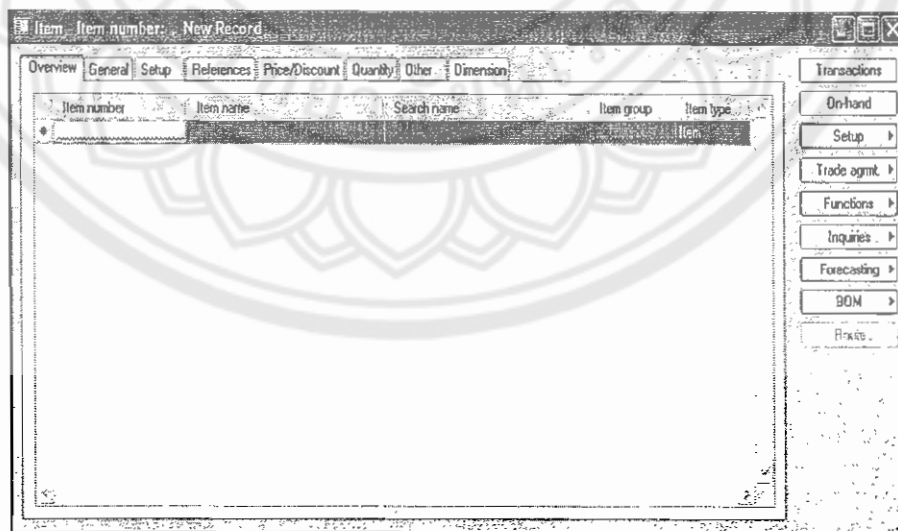 Item - Item number: , New Record
Overview General Setup References Price/Discount Quantity Other Dimension
Item number Item name Search name Item group Item type
Item
Transactions
On-hand
Setup
Trade agmt.
Functions
Inquiries
Forecasting
BOM
Route